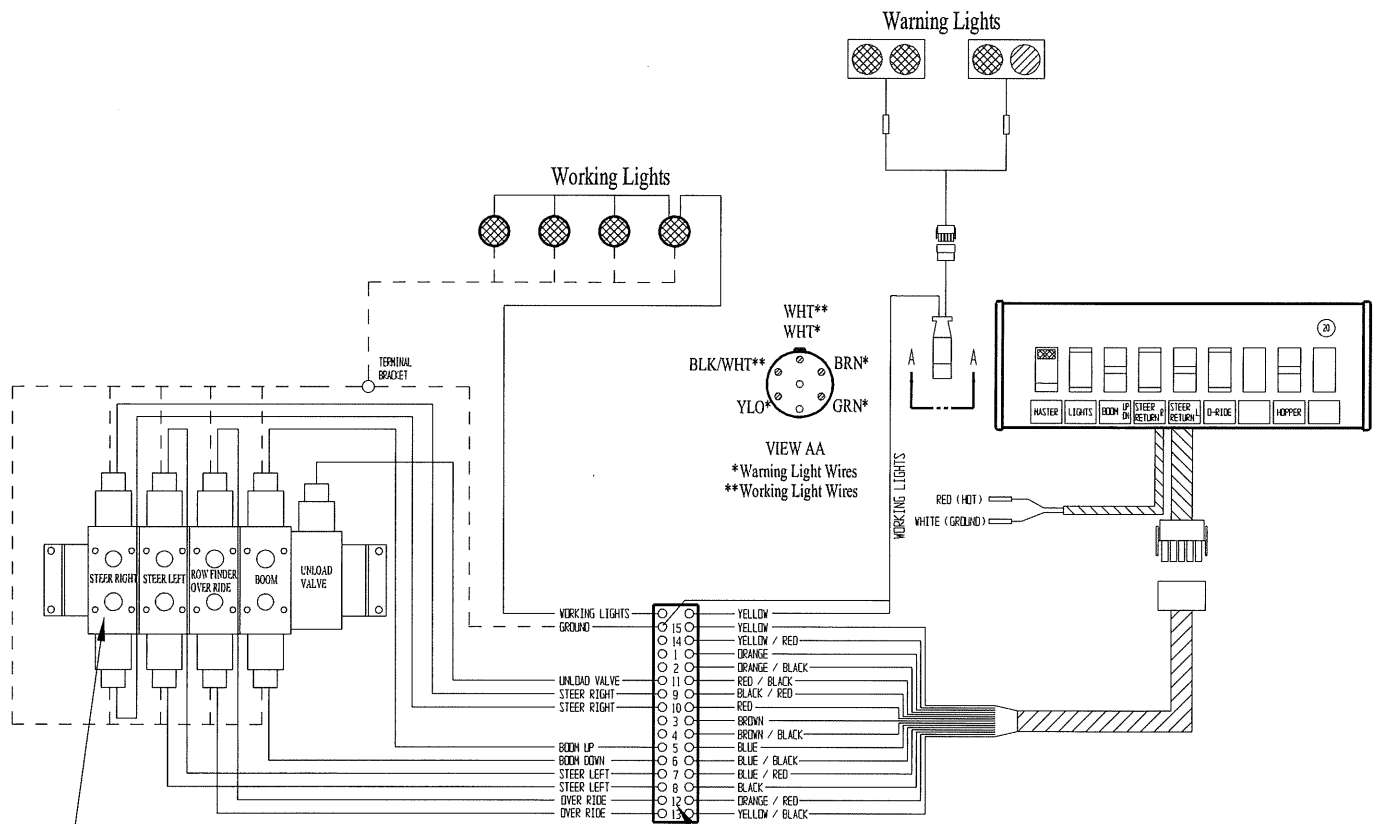 Warning Lights
Working Lights
WHT**
WHT*
BLK/WHT**
BRN*
YLO*
GRN*
A
A
VIEW AA
*Warning Light Wires
**Working Light Wires
20
MASTER
LIGHTS
BOOM UP DN
STEER RETURN R
STEER RETURN L
O-RIDE
HOPPER
TERMINAL
BRACKET
WORKING LIGHTS
RED (HOT)
WHITE (GROUND)
STEER RIGHT
STEER LEFT
ROW FINDER
OVER RIDE
BOOM
UNLOAD
VALVE
WORKING LIGHTS YELLOW
GROUND 15 YELLOW
14 YELLOW / RED
1 ORANGE
2 ORANGE / BLACK
UNLOAD VALVE 11 RED / BLACK
STEER RIGHT 9 BLACK / RED
STEER RIGHT 10 RED
3 BROWN
4 BROWN / BLACK
BOOM UP 5 BLUE
BOOM DOWN 6 BLUE / BLACK
STEER LEFT 7 BLUE / RED
STEER LEFT 8 BLACK
OVER RIDE 12 ORANGE / RED
OVER RIDE 13 YELLOW / BLACK